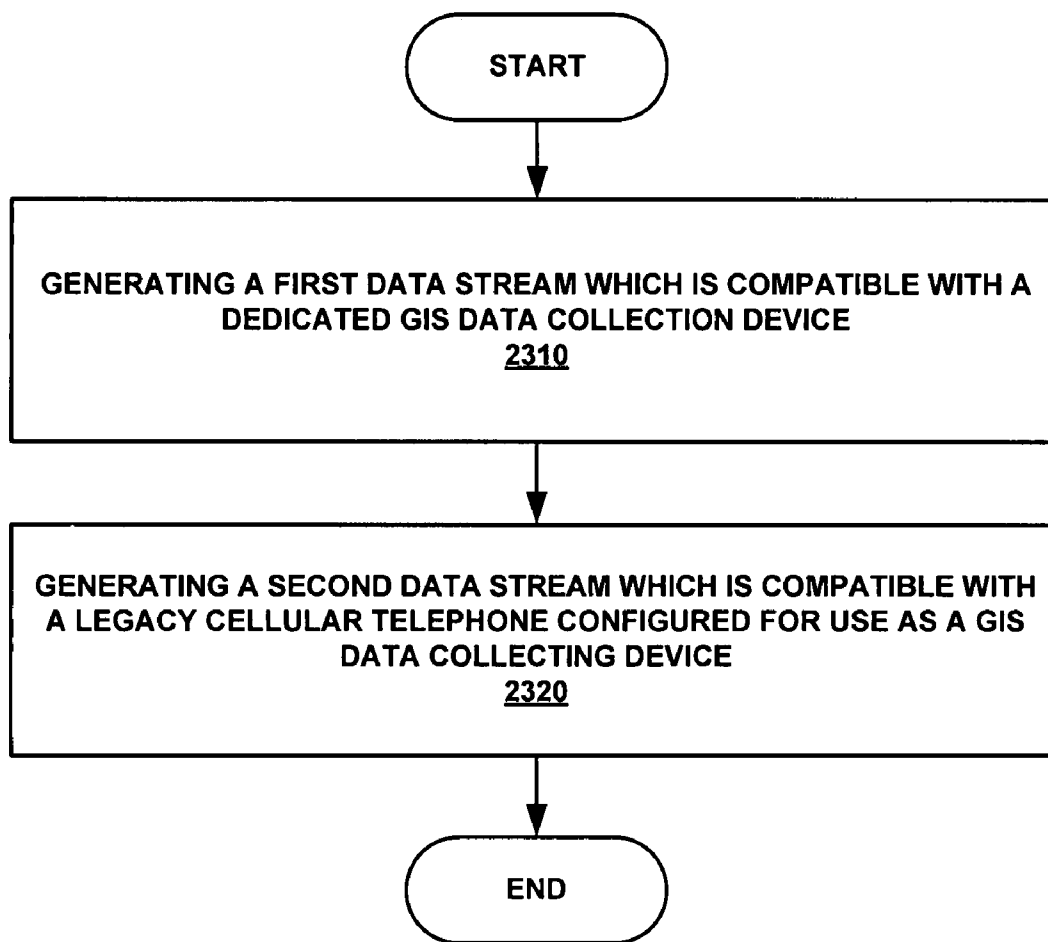 START
GENERATING A FIRST DATA STREAM WHICH IS COMPATIBLE WITH A
DEDICATED GIS DATA COLLECTION DEVICE
2310
GENERATING A SECOND DATA STREAM WHICH IS COMPATIBLE WITH
A LEGACY CELLULAR TELEPHONE CONFIGURED FOR USE AS A GIS
DATA COLLECTING DEVICE
2320
END